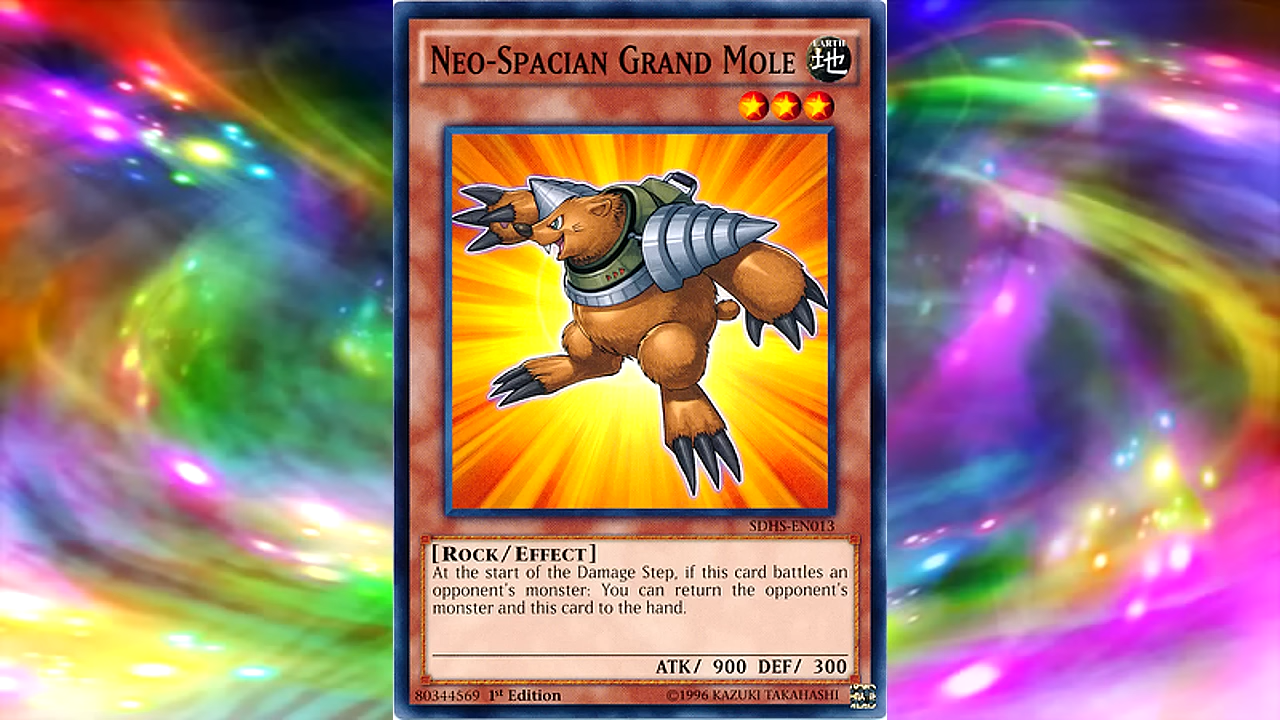 NEO-SPACIAN GRAND MOLE
EARTH
地
SDHS-EN013
[ROCK/EFFECT]
At the start of the Damage Step, if this card battles an
opponent's monster: You can return the opponent's
monster and this card to the hand.
ATK/ 900 DEF/ 300
80344569 1st Edition ©1996 KAZUKI TAKAHASHI